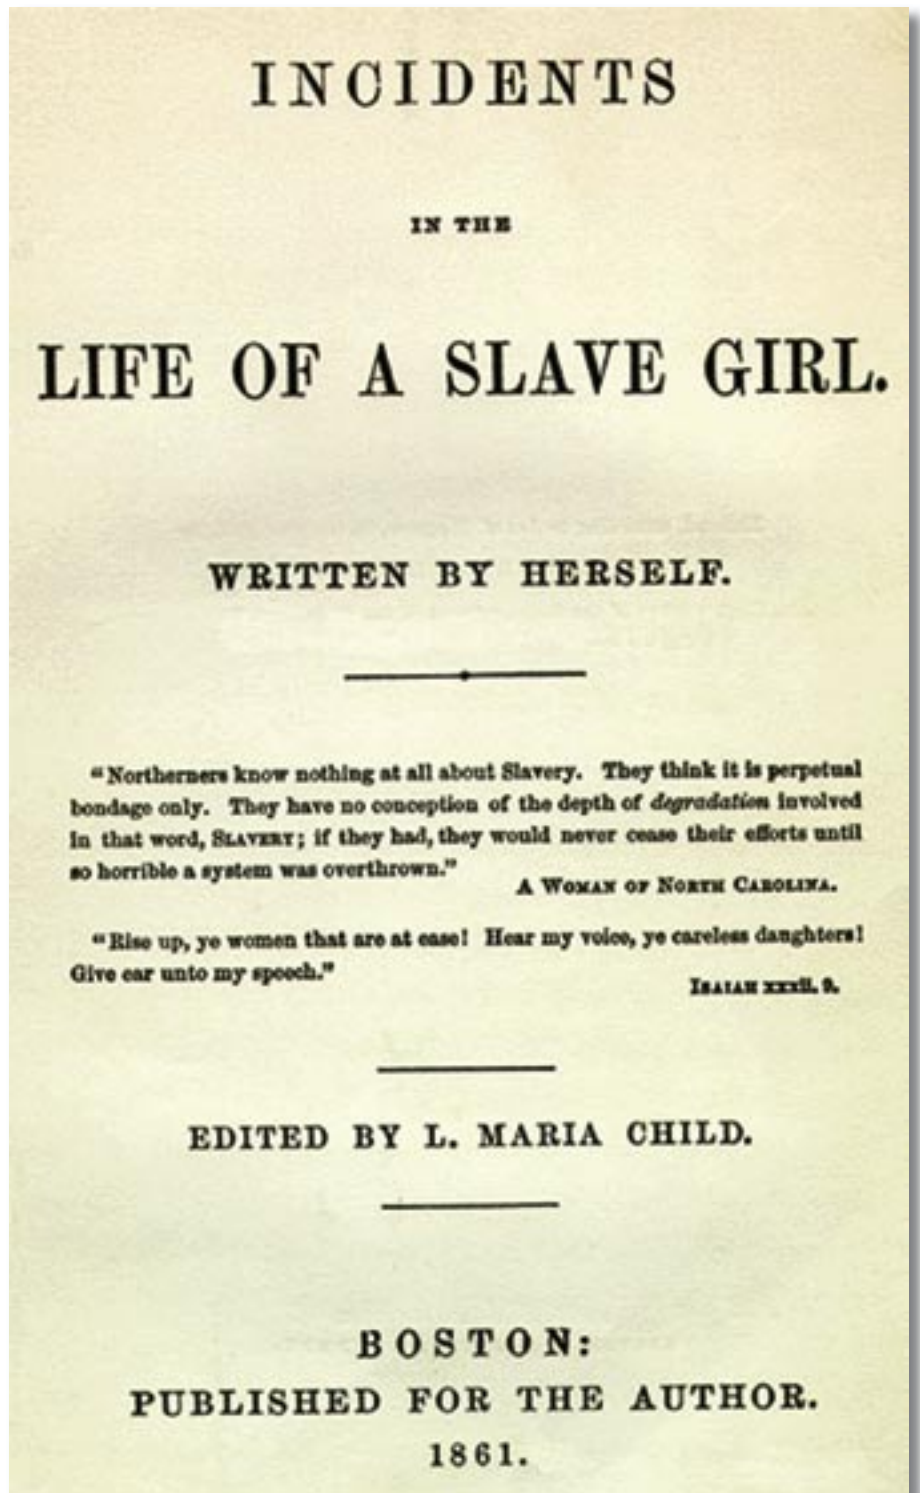 INCIDENTS
IN THE
LIFE OF A SLAVE GIRL.
WRITTEN BY HERSELF.
"Northerners know nothing at all about Slavery. They think it is perpetual
bondage only. They have no conception of the depth of degradation involved
in that word, SLAVERY; if they had, they would never cease their efforts until
so horrible a system was overthrown."
A WOMAN OF NORTH CAROLINA.
"Rise up, ye women that are at ease! Hear my voice, ye careless daughters!
Give ear unto my speech."
ISAIAH xxxii. 9.
EDITED BY L. MARIA CHILD.
BOSTON:
PUBLISHED FOR THE AUTHOR.
1861.